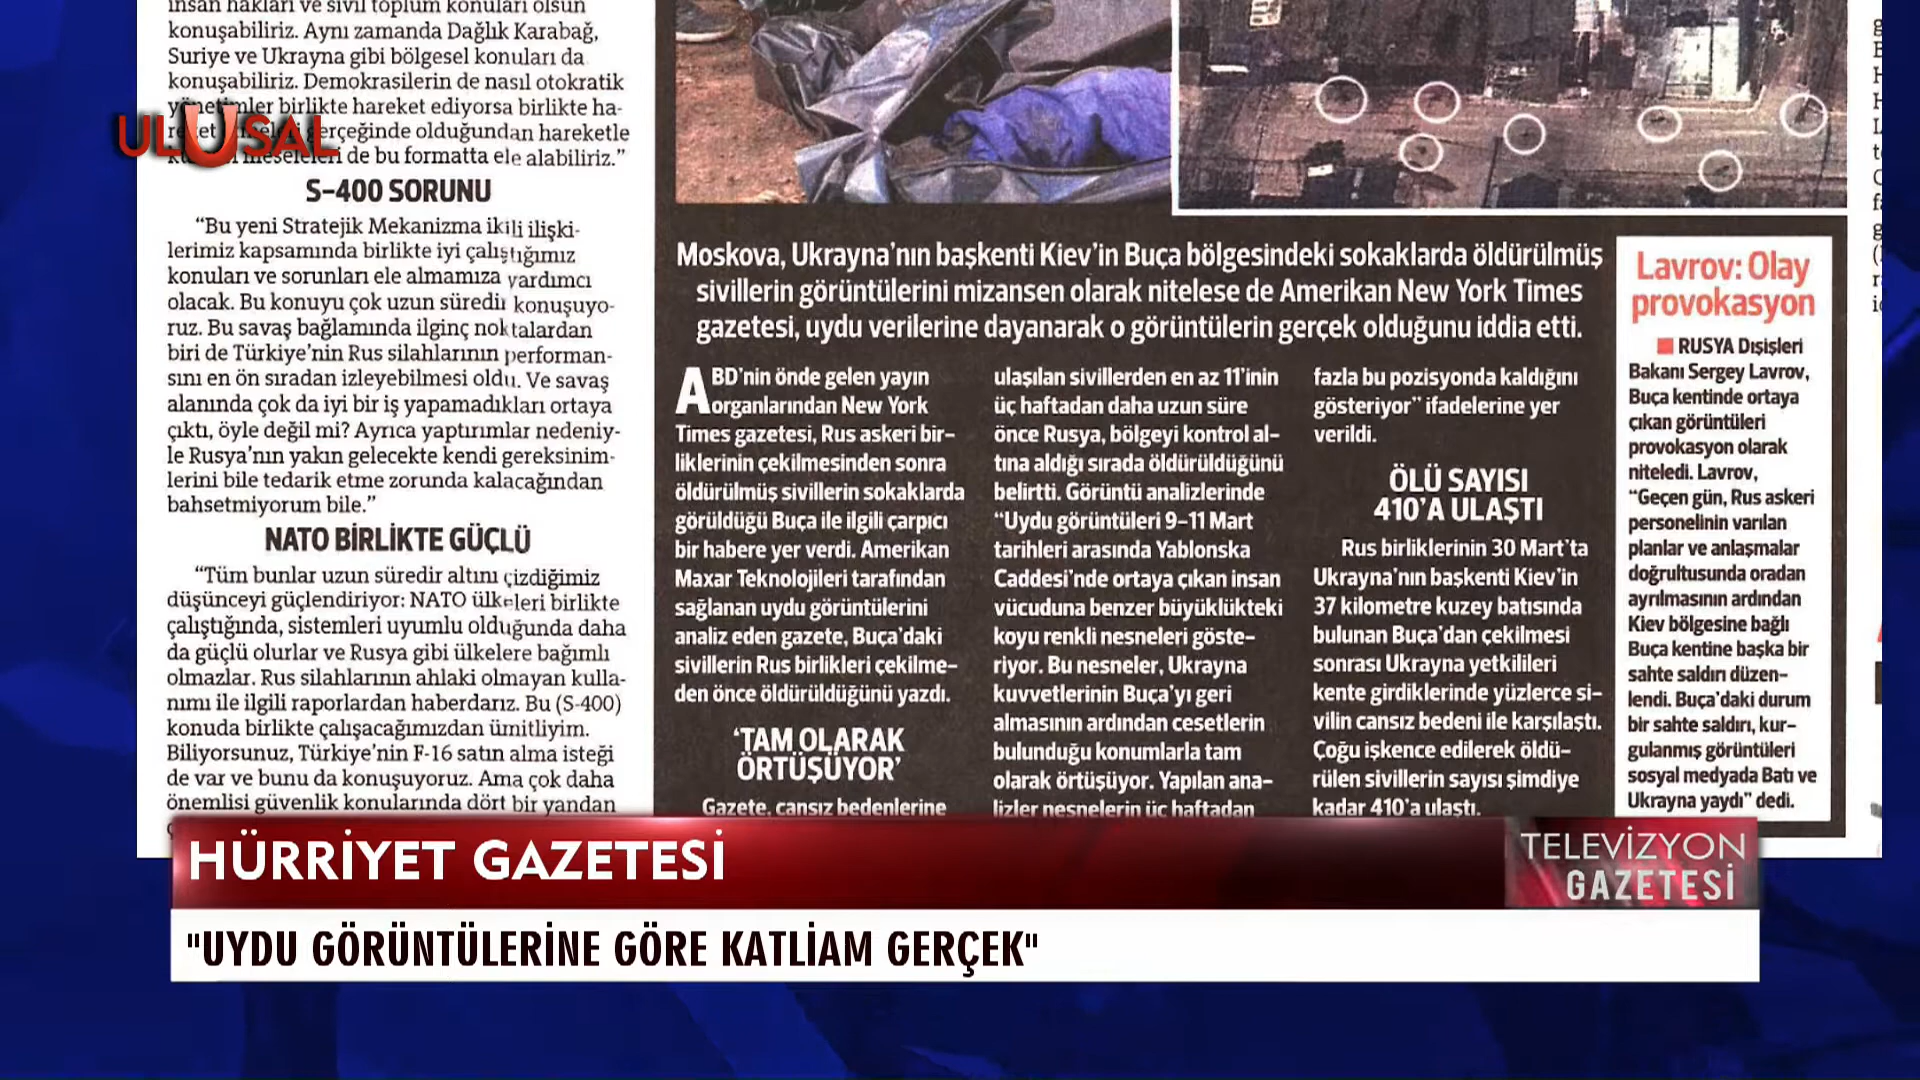 insan hakları ve sivil toplum konuları olsun
konuşabiliriz. Aynı zamanda Dağlık Karabağ,
Suriye ve Ukrayna gibi bölgesel konuları da
konuşabiliriz. Demokrasilerin de nasıl otokratik
yönetimler birlikte hareket ediyorsa birlikte ha-
gerçeğinde olduğundan hareketle
meseleleri de bu formatta ele alabiliriz.”
ULUSAL
S-400 SORUNU
“Bu yeni Stratejik Mekanizma ikili ilişki-
lerimiz kapsamında birlikte iyi çalıştığımız
konuları ve sorunları ele almamıza yardımcı
olacak. Bu konuyu çok uzun süredir konuşuyo-
ruz. Bu savaş bağlamında ilginç noktalardan
biri de Türkiye’nin Rus silahlarının performan-
sını en ön sıradan izleyebilmesi oldu. Ve savaş
alanında çok da iyi bir iş yapamadıkları ortaya
çıktı, öyle değil mi? Ayrıca yaptırımlar nedeniy-
le Rusya’nın yakın gelecekte kendi gereksinim-
lerini bile tedarik etme zorunda kalacağından
bahsetmiyorum bile.”
NATO BİRLİKTE GÜÇLÜ
“Tüm bunlar uzun süredir altını çizdiğimiz
düşünceyi güçlendiriyor: NATO ülkeleri birlikte
çalıştığında, sistemleri uyumlu olduğunda daha
da güçlü olurlar ve Rusya gibi ülkelere bağımlı
olmazlar. Rus silahlarının ahlaki olmayan kulla-
nımı ile ilgili raporlardan haberdarız. Bu (S-400)
konuda birlikte çalışacağımızdan ümitliyim.
Biliyorsunuz, Türkiye’nin F-16 satın alma isteği
de var ve bunu da konuşuyoruz. Ama çok daha
önemlisi güvenlik konularında dört bir yandan
Moskova, Ukrayna’nın başkenti Kiev’in Buça bölgesindeki sokaklarda öldürülmüş
sivillerin görüntülerini mizansen olarak nitelese de Amerikan New York Times
gazetesi, uydu verilerine dayanarak o görüntülerin gerçek olduğunu iddia etti.
ABD’nin önde gelen yayın
organlarından New York
Times gazetesi, Rus askeri bir-
liklerinin çekilmesinden sonra
öldürülmüş sivillerin sokaklarda
görüldüğü Buça ile ilgili çarpıcı
bir habere yer verdi. Amerikan
Maxar Teknolojileri tarafından
sağlanan uydu görüntülerini
analiz eden gazete, Buça’daki
sivillerin Rus birlikleri çekilme-
den önce öldürüldüğünü yazdı.
‘TAM OLARAK
ÖRTÜŞÜYOR’
Gazete, cansız bedenlerine
ulaşılan sivillerden en az 11’inin
üç haftadan daha uzun süre
önce Rusya, bölgeyi kontrol al-
tına aldığı sırada öldürüldüğünü
belirtti. Görüntü analizlerinde
“Uydu görüntüleri 9-11 Mart
tarihleri arasında Yablonska
Caddesi’nde ortaya çıkan insan
vücuduna benzer büyüklükteki
koyu renkli nesneleri göste-
riyor. Bu nesneler, Ukrayna
kuvvetlerinin Buça’yı geri
almasının ardından cesetlerin
bulunduğu konumlarla tam
olarak örtüşüyor. Yapılan ana-
lizler nesnelerin üç haftadan
fazla bu pozisyonda kaldığını
gösteriyor” ifadelerine yer
verildi.
ÖLÜ SAYISI
410’A ULAŞTI
Rus birliklerinin 30 Mart’ta
Ukrayna’nın başkenti Kiev’in
37 kilometre kuzey batısında
bulunan Buça’dan çekilmesi
sonrası Ukrayna yetkilileri
kente girdiklerinde yüzlerce si-
vilin cansız bedeni ile karşılaştı.
Çoğu işkence edilerek öldü-
rülen sivillerin sayısı şimdiye
kadar 410’a ulaştı.
Lavrov: Olay
provokasyon
RUSYA Dışişleri
Bakanı Sergey Lavrov,
Buça kentinde ortaya
çıkan görüntüleri
provokasyon olarak
niteledi. Lavrov,
“Geçen gün, Rus askeri
personelinin varılan
planlar ve anlaşmalar
doğrultusunda oradan
ayrılmasının ardından
Kiev bölgesine bağlı
Buça kentine başka bir
sahte saldırı düzen-
lendi. Buça’daki durum
bir sahte saldırı, kur-
gulanmış görüntüleri
sosyal medyada Batı ve
Ukrayna yaydı” dedi.
HÜRRİYET GAZETESİ
TELEVİZYON
GAZETESİ
"UYDU GÖRÜNTÜLERİNE GÖRE KATLİAM GERÇEK"